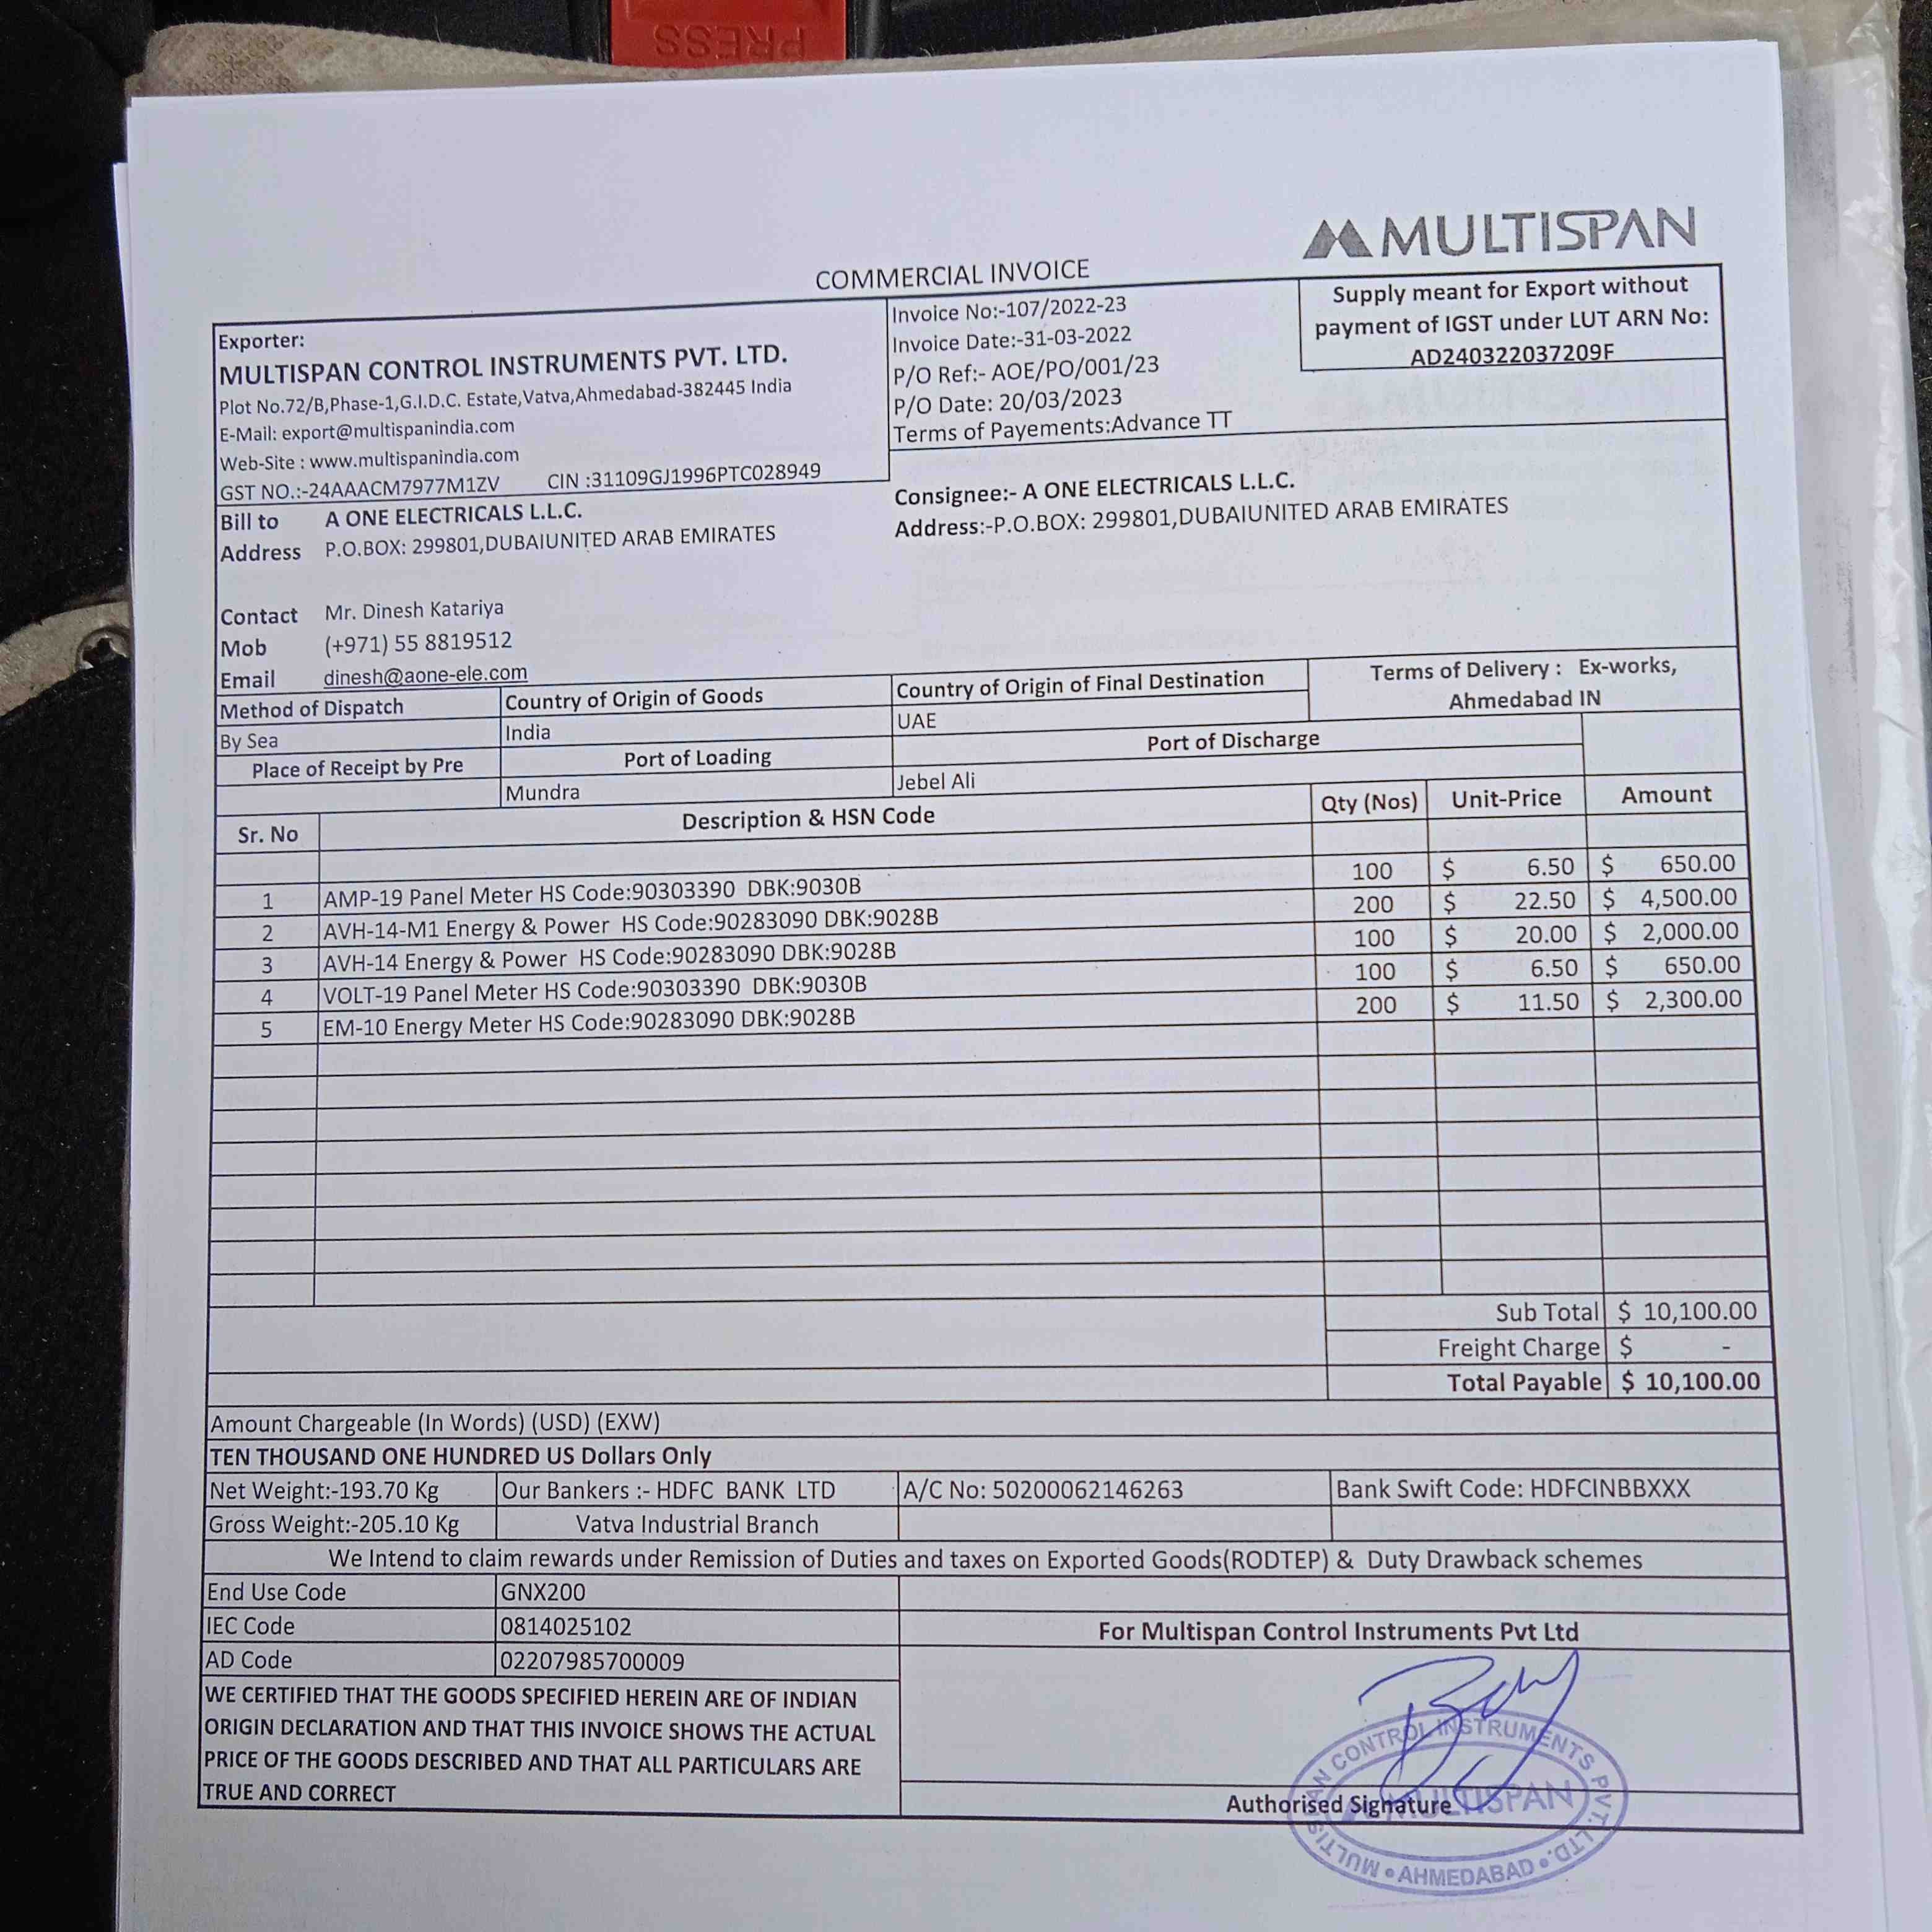 PRESS
MULTISPAN
COMMERCIAL INVOICE
Exporter:
MULTISPAN CONTROL INSTRUMENTS PVT. LTD.
Plot No.72/B,Phase-1,G.I.D.C. Estate,Vatva,Ahmedabad-382445 India
E-Mail: export@multispanindia.com
Web-Site : www.multispanindia.com
GST NO.:-24AAACM7977M1ZV CIN :31109GJ1996PTC028949
Invoice No:-107/2022-23
Invoice Date:-31-03-2022
P/O Ref:- AOE/PO/001/23
P/O Date: 20/03/2023
Terms of Payements:Advance TT
Supply meant for Export without
payment of IGST under LUT ARN No:
AD240322037209F
Bill to A ONE ELECTRICALS L.L.C.
Address P.O.BOX: 299801,DUBAIUNITED ARAB EMIRATES
Contact Mr. Dinesh Katariya
Mob (+971) 55 8819512
Email dinesh@aone-ele.com
Consignee:- A ONE ELECTRICALS L.L.C.
Address:-P.O.BOX: 299801,DUBAIUNITED ARAB EMIRATES
Method of Dispatch Country of Origin of Goods Country of Origin of Final Destination Terms of Delivery : Ex-works,
By Sea India UAE Ahmedabad IN
Place of Receipt by Pre Port of Loading Port of Discharge
Mundra Jebel Ali
Sr. No Description & HSN Code Qty (Nos) Unit-Price Amount
1 AMP-19 Panel Meter HS Code:90303390 DBK:9030B 100 $ 6.50 $ 650.00
2 AVH-14-M1 Energy & Power HS Code:90283090 DBK:9028B 200 $ 22.50 $ 4,500.00
3 AVH-14 Energy & Power HS Code:90283090 DBK:9028B 100 $ 20.00 $ 2,000.00
4 VOLT-19 Panel Meter HS Code:90303390 DBK:9030B 100 $ 6.50 $ 650.00
5 EM-10 Energy Meter HS Code:90283090 DBK:9028B 200 $ 11.50 $ 2,300.00
Sub Total $ 10,100.00
Freight Charge $ -
Total Payable $ 10,100.00
Amount Chargeable (In Words) (USD) (EXW)
TEN THOUSAND ONE HUNDRED US Dollars Only
Net Weight:-193.70 Kg Our Bankers :- HDFC BANK LTD A/C No: 50200062146263 Bank Swift Code: HDFCINBBXXX
Gross Weight:-205.10 Kg Vatva Industrial Branch
We Intend to claim rewards under Remission of Duties and taxes on Exported Goods(RODTEP) & Duty Drawback schemes
End Use Code GNX200
IEC Code 0814025102
AD Code 02207985700009
WE CERTIFIED THAT THE GOODS SPECIFIED HEREIN ARE OF INDIAN
ORIGIN DECLARATION AND THAT THIS INVOICE SHOWS THE ACTUAL
PRICE OF THE GOODS DESCRIBED AND THAT ALL PARTICULARS ARE
TRUE AND CORRECT
For Multispan Control Instruments Pvt Ltd
Authorised Signature
MULTISPAN CONTROL INSTRUMENTS PVT. LTD.
MULTISPAN
AHMEDABAD